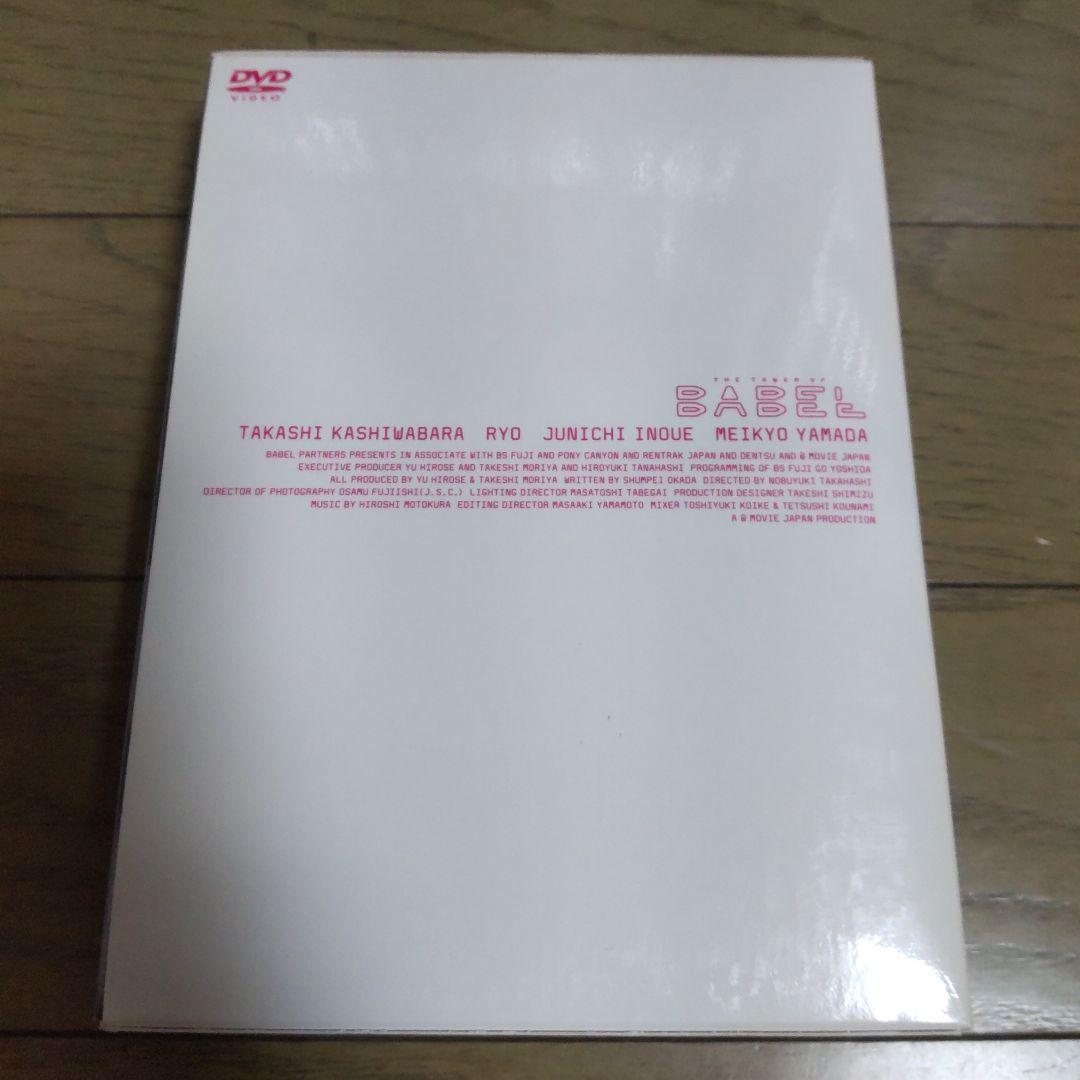 DVD
VIDEO
THE TOWER OF
BABEL
TAKASHI KASHIWABARA RYO JUNICHI INOUE MEIKYO YAMADA
BABEL PARTNERS PRESENTS IN ASSOCIATE WITH BS FUJI AND PONY CANYON AND RENTRAK JAPAN AND DENTSU AND @ MOVIE JAPAN
EXECUTIVE PRODUCER YU HIROSE AND TAKESHI MORIYA AND HIROYUKI TANAHASHI PROGRAMMING OF BS FUJI GO YOSHIDA
ALL PRODUCED BY YU HIROSE & TAKESHI MORIYA WRITTEN BY SHUMPEI OKADA DIRECTED BY NOBUYUKI TAKAHASHI
DIRECTOR OF PHOTOGRAPHY OSAMU FUJIISHI(J.S.C.) LIGHTING DIRECTOR MASATOSHI TABEGAI PRODUCTION DESIGNER TAKESHI SHIMIZU
MUSIC BY HIROSHI MOTOKURA EDITING DIRECTOR MASAAKI YAMAMOTO MIXER TOSHIYUKI KOIKE & TETSUSHI KOUNAMI
A @ MOVIE JAPAN PRODUCTION